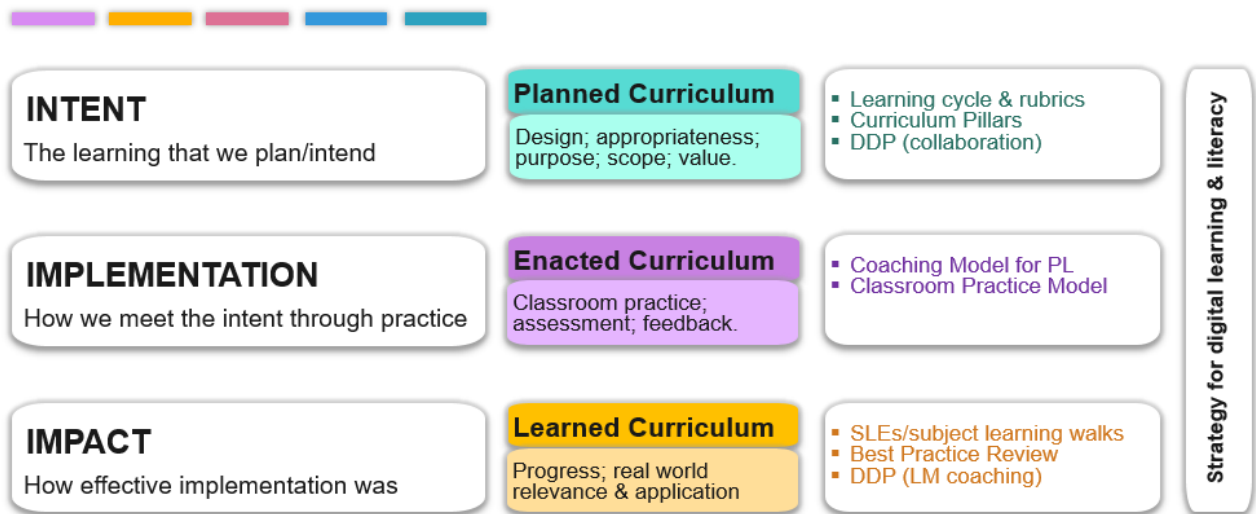 INTENT
The learning that we plan/intend
Planned Curriculum
Design; appropriateness;
purpose; scope; value.
▪ Learning cycle & rubrics
▪ Curriculum Pillars
▪ DDP (collaboration)
IMPLEMENTATION
How we meet the intent through practice
Enacted Curriculum
Classroom practice;
assessment; feedback.
▪ Coaching Model for PL
▪ Classroom Practice Model
IMPACT
How effective implementation was
Learned Curriculum
Progress; real world
relevance & application
▪ SLEs/subject learning walks
▪ Best Practice Review
▪ DDP (LM coaching)
Strategy for digital learning & literacy